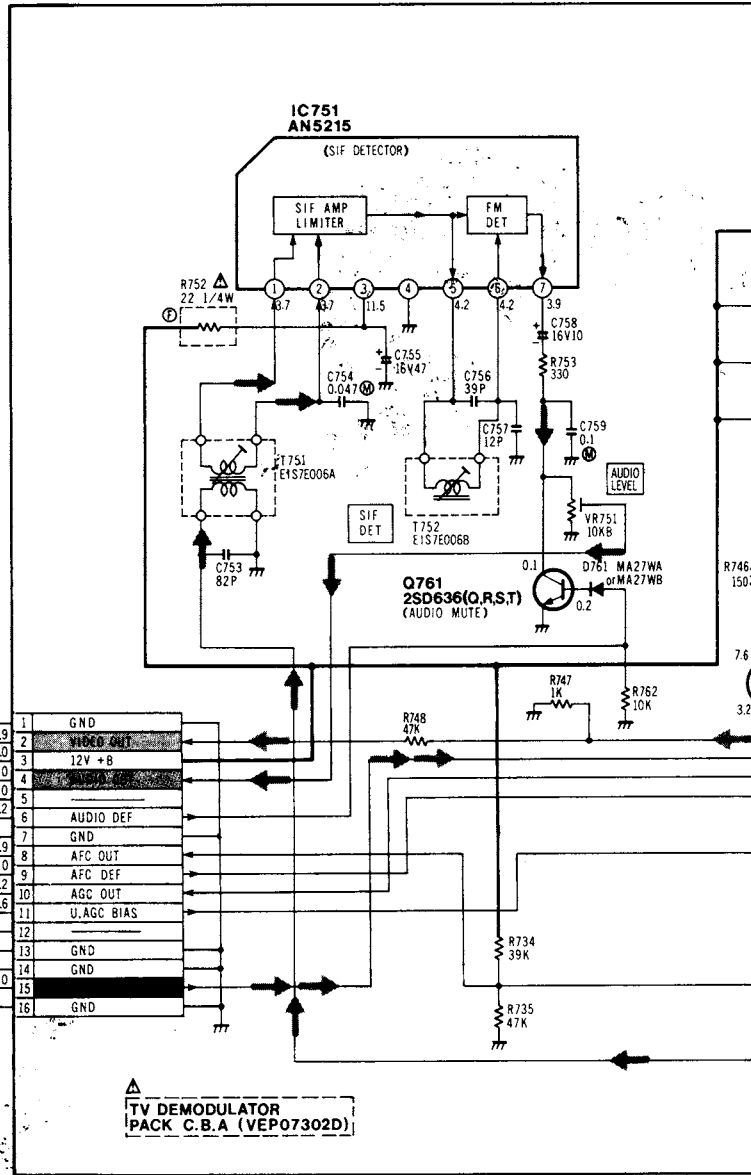 IC751
AN5215
(SIF DETECTOR)
SIF AMP
LIMITER
FM
DET
R752
22 1/4W
F
1
2
3
4
5
6
7
3.7
3.7
11.5
4.2
4.2
3.9
C758
16V10
R753
330
C755
16V47
C754
0.047 M
C756
39P
C757
12P
C759
0.1
M
T751
E1S7E006A
AUDIO
LEVEL
VR751
10KB
SIF
DET
T752
E1S7E006B
C753
82P
0.1
D761 MA27WA
or MA27WB
0.2
Q761
2SD636(Q,R,S,T)
(AUDIO MUTE)
R746
150
7.6
3.2
R747
1K
R762
10K
R748
47K
1 GND
2 VIDEO OUT
3 12V +B
4 AUDIO OUT
5
6 AUDIO DEF
7 GND
8 AFC OUT
9 AFC DEF
10 AGC OUT
11 U.AGC BIAS
12
13 GND
14 GND
15
16 GND
R734
39K
R735
47K
TV DEMODULATOR
PACK C.B.A (VEP07302D)